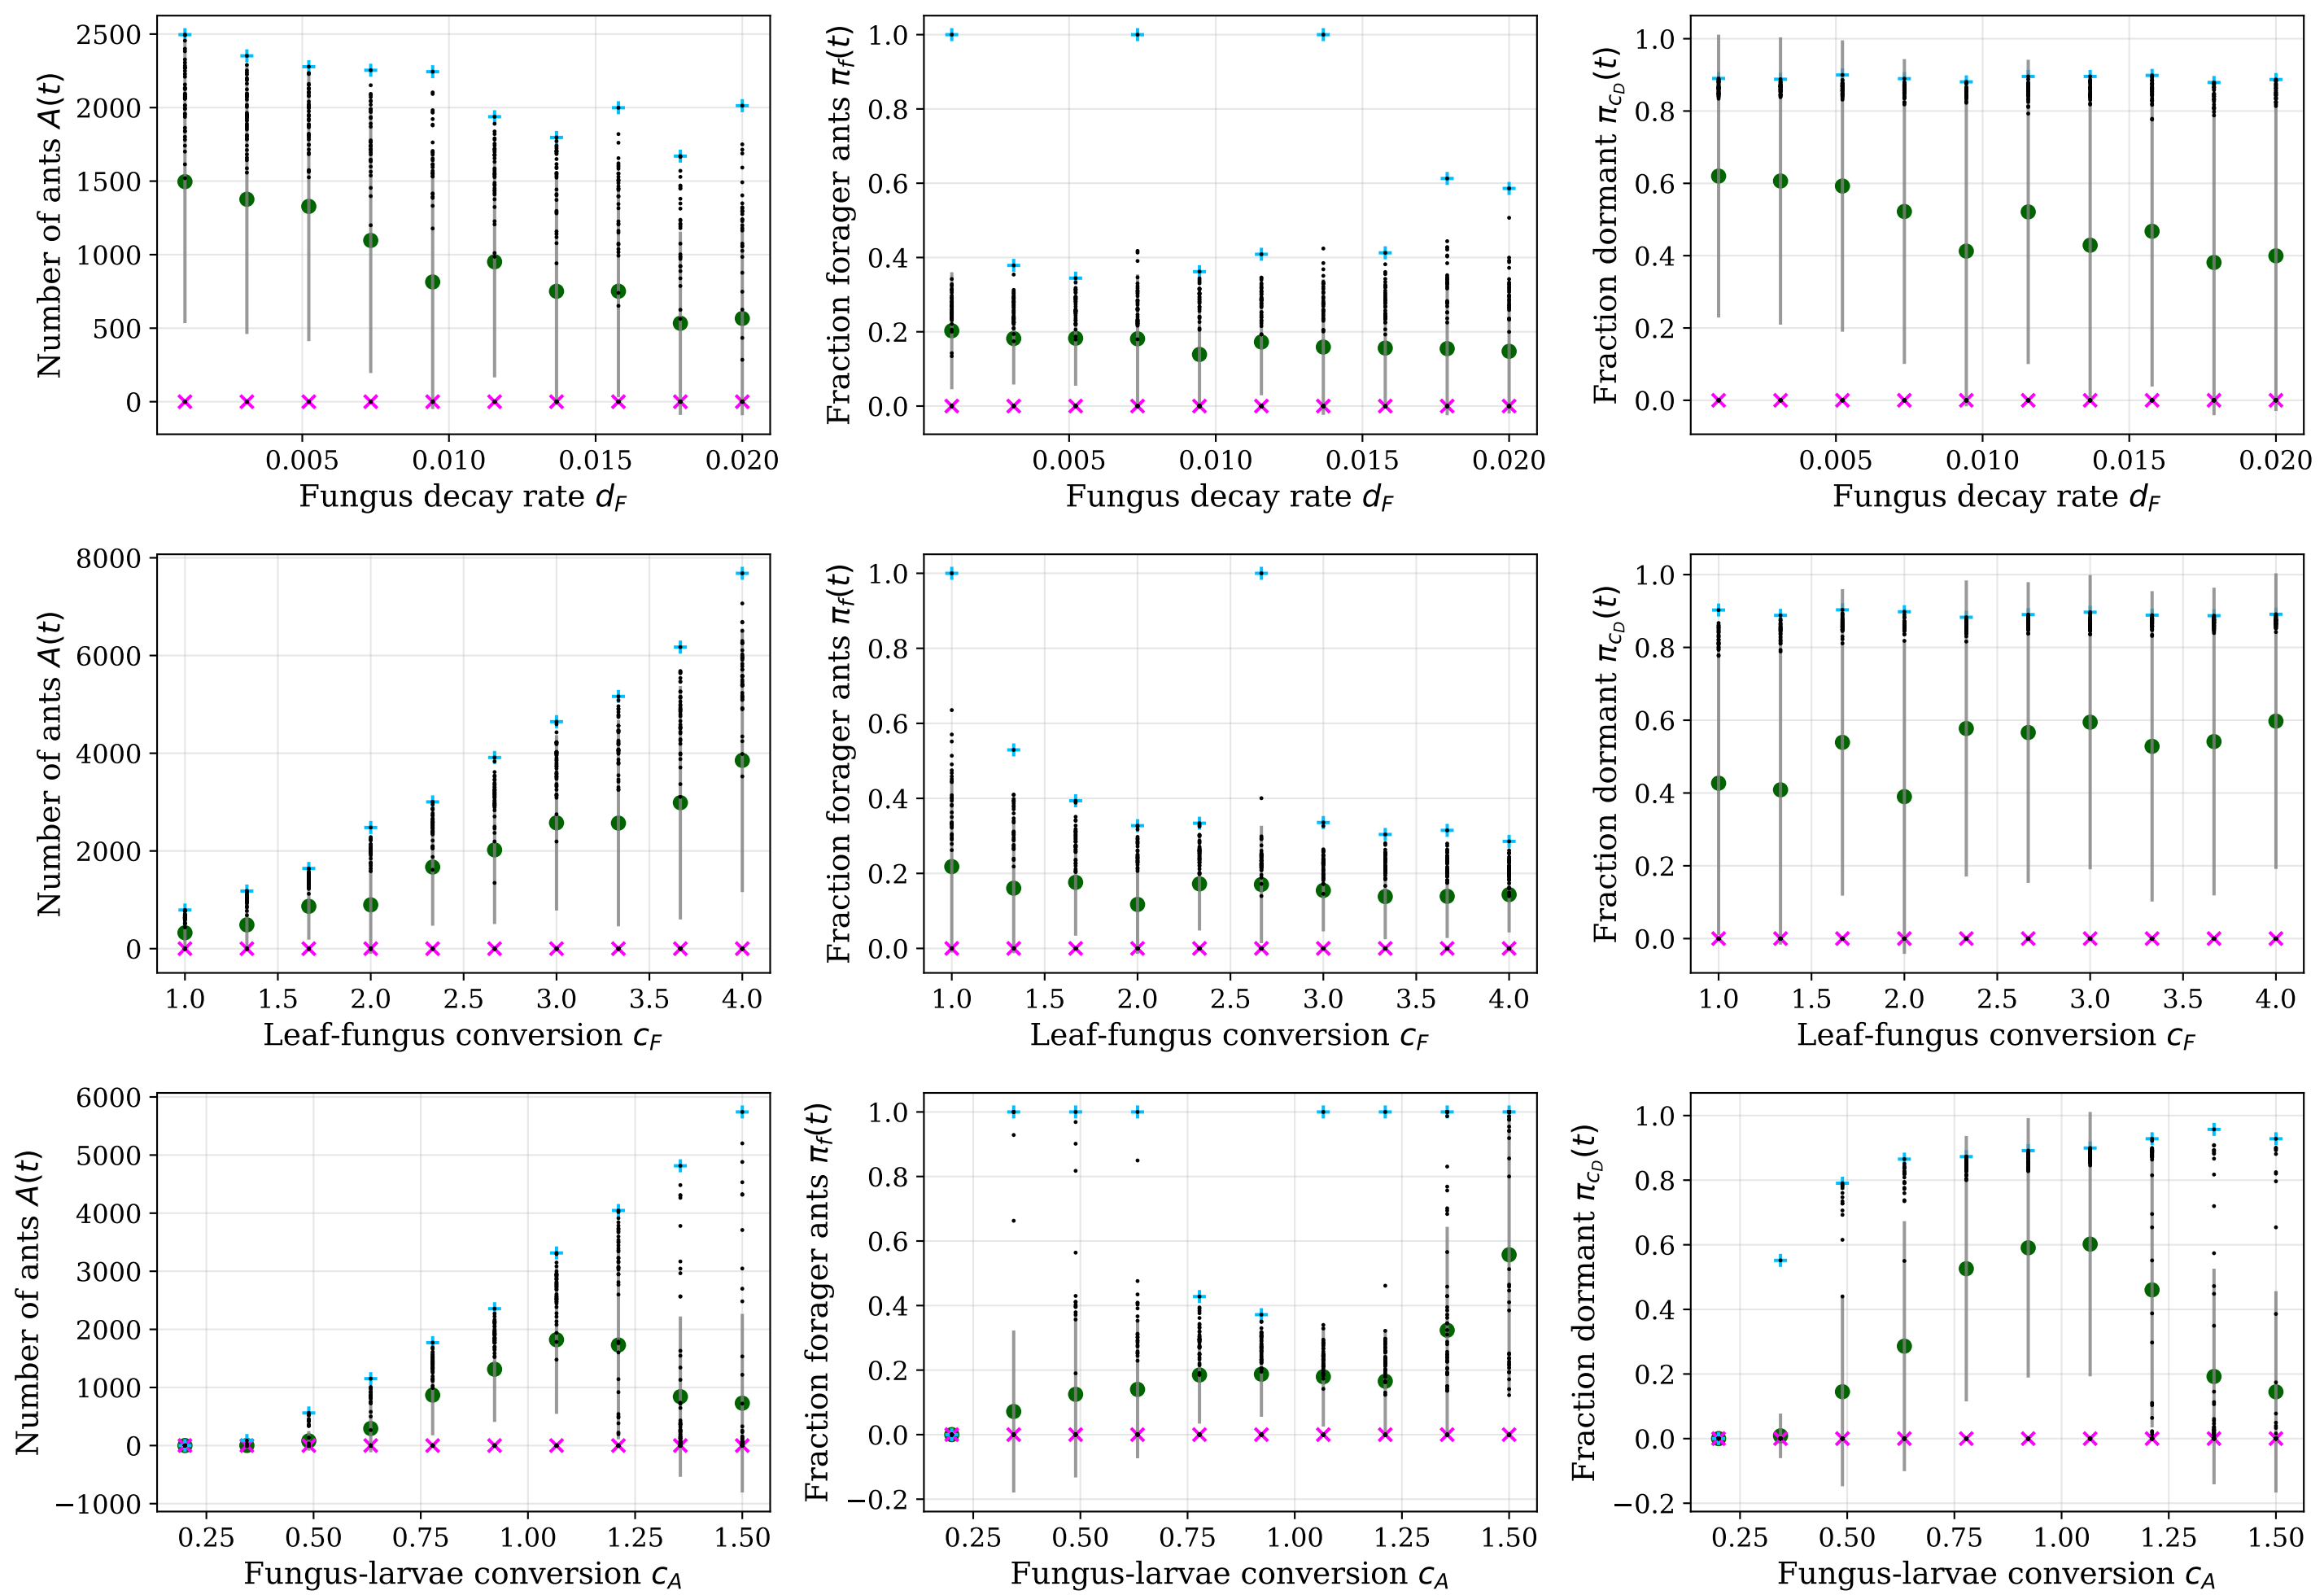 Number of ants A(t)
2500
2000
1500
1000
500
0
0.005 0.010 0.015 0.020
Fungus decay rate d_F
Fraction forager ants π_f(t)
1.0
0.8
0.6
0.4
0.2
0.0
0.005 0.010 0.015 0.020
Fungus decay rate d_F
Fraction dormant π_{c_D}(t)
1.0
0.8
0.6
0.4
0.2
0.0
0.005 0.010 0.015 0.020
Fungus decay rate d_F
Number of ants A(t)
8000
6000
4000
2000
0
1.0 1.5 2.0 2.5 3.0 3.5 4.0
Leaf-fungus conversion c_F
Fraction forager ants π_f(t)
1.0
0.8
0.6
0.4
0.2
0.0
1.0 1.5 2.0 2.5 3.0 3.5 4.0
Leaf-fungus conversion c_F
Fraction dormant π_{c_D}(t)
1.0
0.8
0.6
0.4
0.2
0.0
1.0 1.5 2.0 2.5 3.0 3.5 4.0
Leaf-fungus conversion c_F
Number of ants A(t)
6000
5000
4000
3000
2000
1000
0
−1000
0.25 0.50 0.75 1.00 1.25 1.50
Fungus-larvae conversion c_A
Fraction forager ants π_f(t)
1.0
0.8
0.6
0.4
0.2
0.0
−0.2
0.25 0.50 0.75 1.00 1.25 1.50
Fungus-larvae conversion c_A
Fraction dormant π_{c_D}(t)
1.0
0.8
0.6
0.4
0.2
0.0
−0.2
0.25 0.50 0.75 1.00 1.25 1.50
Fungus-larvae conversion c_A